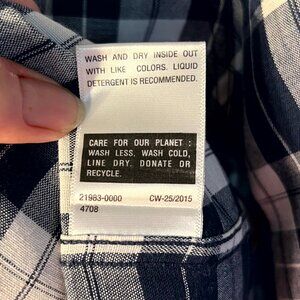 WASH AND DRY INSIDE OUT
WITH LIKE COLORS. LIQUID
DETERGENT IS RECOMMENDED.
CARE FOR OUR PLANET :
WASH LESS, WASH COLD,
LINE DRY, DONATE OR
RECYCLE.
21983-0000 CW-25/2015
4708